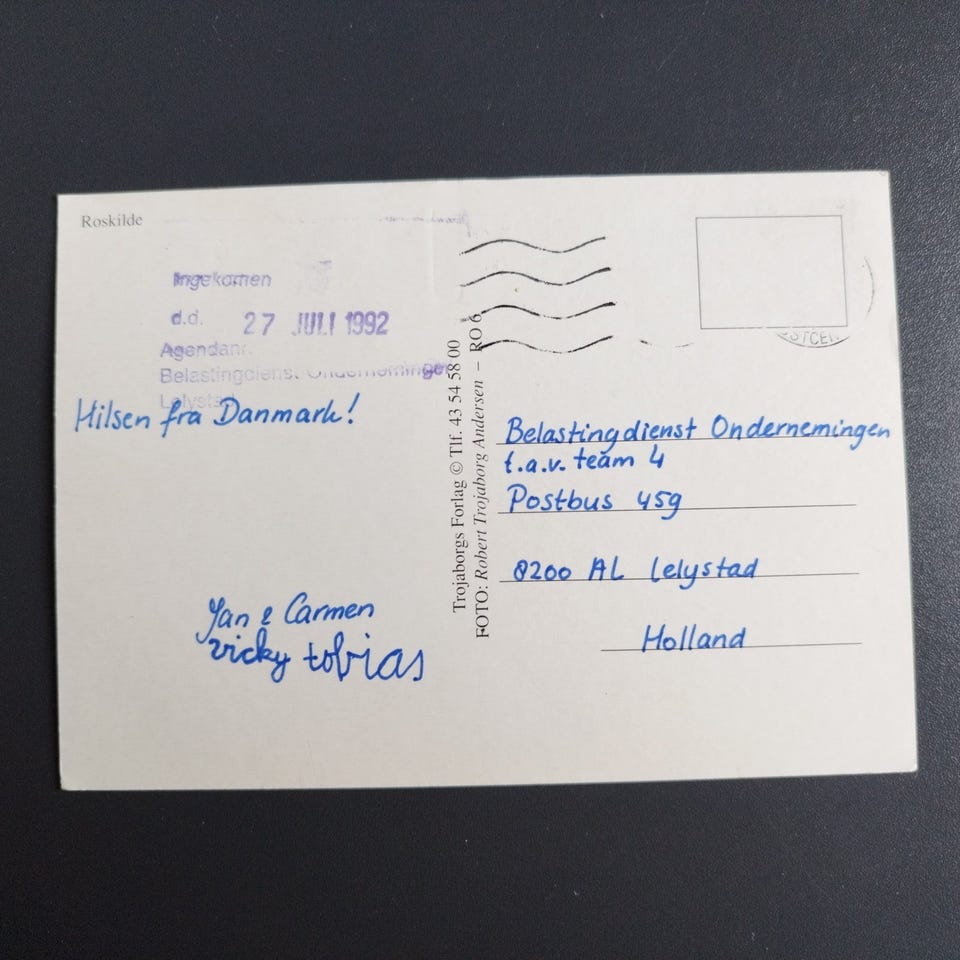 Roskilde
Ingekomen
d.d. 27 JULI 1992
Agendanr.
Belastingdienst Ondernemingen
Lelystad
Hilsen fra Danmark!
Jan & Carmen
vicky tobias
Trojaborgs Forlag © Tlf. 43 54 58 00
FOTO: Robert Trojaborg Andersen – RO 6
Belastingdienst Ondernemingen
t.a.v. team 4
Postbus 459
8200 AL Lelystad
Holland